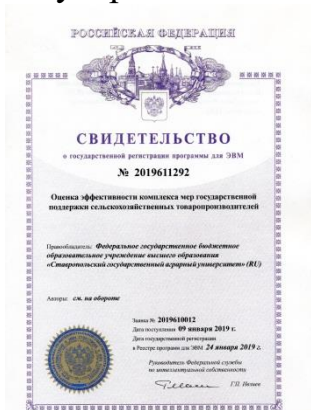 РОССИЙСКАЯ ФЕДЕРАЦИЯ
СВИДЕТЕЛЬСТВО
о государственной регистрации программы для ЭВМ
№ 2019611292
Оценка эффективности комплекса мер государственной
поддержки сельскохозяйственных товаропроизводителей
Правообладатель: Федеральное государственное бюджетное
образовательное учреждение высшего образования
«Ставропольский государственный аграрный университет» (RU)
Авторы: см. на обороте
Заявка № 2019610012
Дата поступления 09 января 2019 г.
Дата государственной регистрации
в Реестре программ для ЭВМ 24 января 2019 г.
Руководитель Федеральной службы
по интеллектуальной собственности
Г.П. Ивлиев